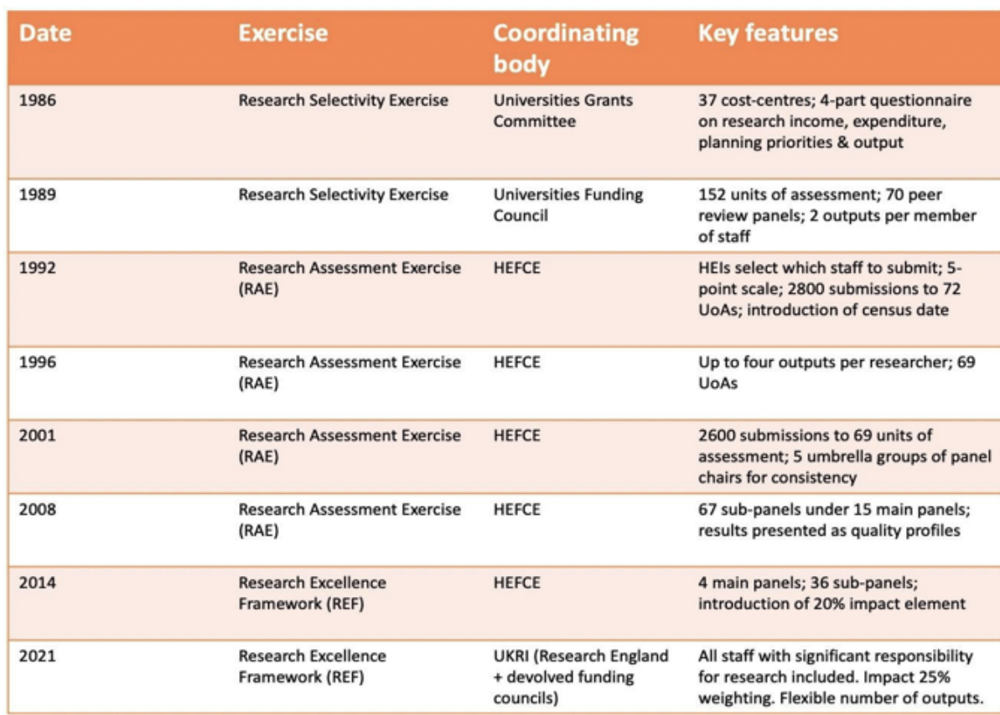 Date
Exercise
Coordinating
body
Key features
1986
Research Selectivity Exercise
Universities Grants
Committee
37 cost-centres; 4-part questionnaire
on research income, expenditure,
planning priorities & output
1989
Research Selectivity Exercise
Universities Funding
Council
152 units of assessment; 70 peer
review panels; 2 outputs per member
of staff
1992
Research Assessment Exercise
(RAE)
HEFCE
HEIs select which staff to submit; 5-
point scale; 2800 submissions to 72
UoAs; introduction of census date
1996
Research Assessment Exercise
(RAE)
HEFCE
Up to four outputs per researcher; 69
UoAs
2001
Research Assessment Exercise
(RAE)
HEFCE
2600 submissions to 69 units of
assessment; 5 umbrella groups of panel
chairs for consistency
2008
Research Assessment Exercise
(RAE)
HEFCE
67 sub-panels under 15 main panels;
results presented as quality profiles
2014
Research Excellence
Framework (REF)
HEFCE
4 main panels; 36 sub-panels;
introduction of 20% impact element
2021
Research Excellence
Framework (REF)
UKRI (Research England
+ devolved funding
councils)
All staff with significant responsibility
for research included. Impact 25%
weighting. Flexible number of outputs.